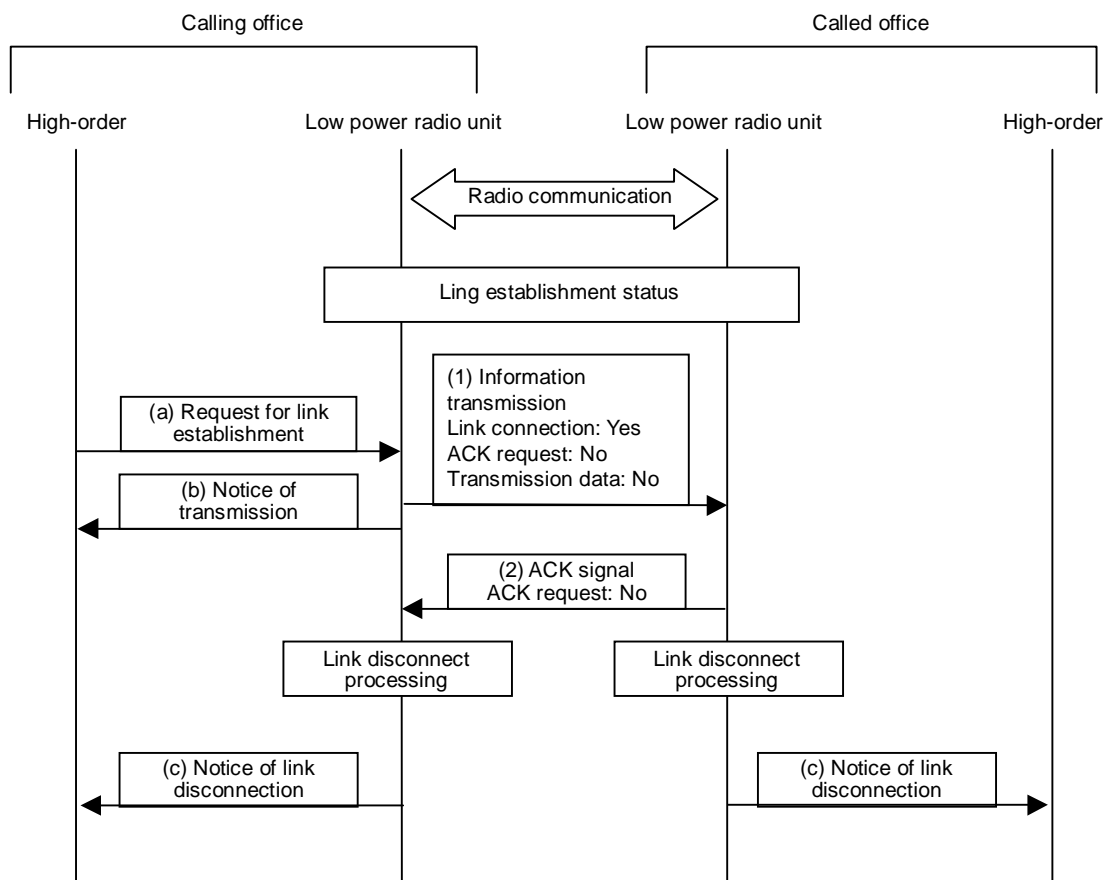 Calling office
Called office
High-order
Low power radio unit
Low power radio unit
High-order
Radio communication
Ling establishment status
(1) Information
transmission
Link connection: Yes
ACK request: No
Transmission data: No
(a) Request for link
establishment
(b) Notice of
transmission
(2) ACK signal
ACK request: No
Link disconnect
processing
Link disconnect
processing
(c) Notice of link
disconnection
(c) Notice of link
disconnection